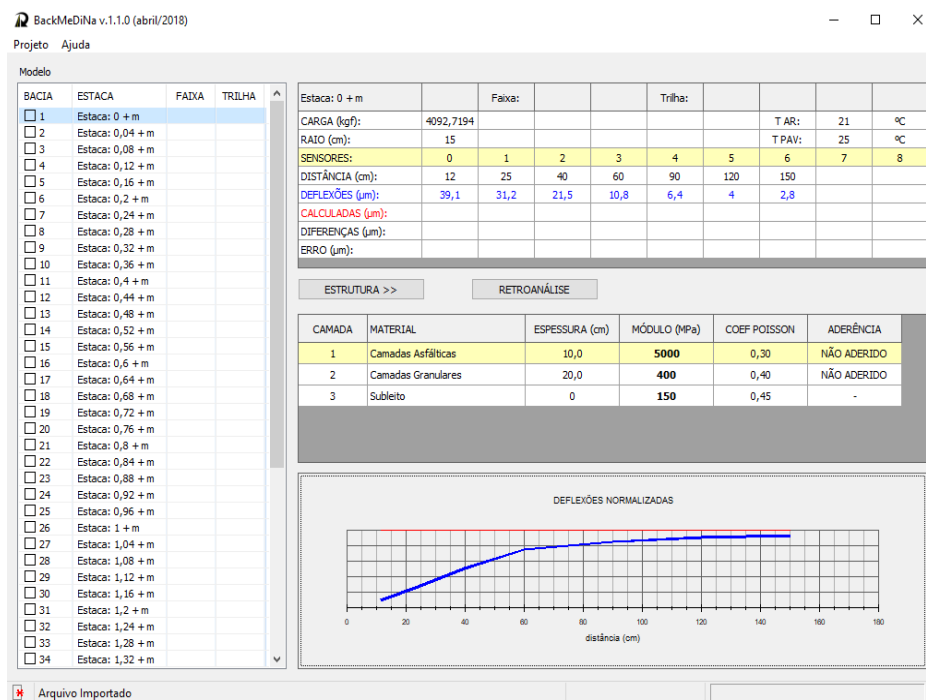 BackMeDiNa v.1.1.0 (abril/2018)
Projeto Ajuda
Modelo
BACIA ESTACA FAIXA TRILHA
1 Estaca: 0 + m
2 Estaca: 0,04 + m
3 Estaca: 0,08 + m
4 Estaca: 0,12 + m
5 Estaca: 0,16 + m
6 Estaca: 0,2 + m
7 Estaca: 0,24 + m
8 Estaca: 0,28 + m
9 Estaca: 0,32 + m
10 Estaca: 0,36 + m
11 Estaca: 0,4 + m
12 Estaca: 0,44 + m
13 Estaca: 0,48 + m
14 Estaca: 0,52 + m
15 Estaca: 0,56 + m
16 Estaca: 0,6 + m
17 Estaca: 0,64 + m
18 Estaca: 0,68 + m
19 Estaca: 0,72 + m
20 Estaca: 0,76 + m
21 Estaca: 0,8 + m
22 Estaca: 0,84 + m
23 Estaca: 0,88 + m
24 Estaca: 0,92 + m
25 Estaca: 0,96 + m
26 Estaca: 1 + m
27 Estaca: 1,04 + m
28 Estaca: 1,08 + m
29 Estaca: 1,12 + m
30 Estaca: 1,16 + m
31 Estaca: 1,2 + m
32 Estaca: 1,24 + m
33 Estaca: 1,28 + m
34 Estaca: 1,32 + m
Estaca: 0 + m Faixa: Trilha:
CARGA (kgf): 4092,7194 T AR: 21 ºC
RAIO (cm): 15 T PAV: 25 ºC
SENSORES: 0 1 2 3 4 5 6 7 8
DISTÂNCIA (cm): 12 25 40 60 90 120 150
DEFLEXÕES (µm): 39,1 31,2 21,5 10,8 6,4 4 2,8
CALCULADAS (µm):
DIFERENÇAS (µm):
ERRO (µm):
ESTRUTURA >> RETROANÁLISE
CAMADA MATERIAL ESPESSURA (cm) MÓDULO (MPa) COEF POISSON ADERÊNCIA
1 Camadas Asfálticas 10,0 5000 0,30 NÃO ADERIDO
2 Camadas Granulares 20,0 400 0,40 NÃO ADERIDO
3 Subleito 0 150 0,45 -
DEFLEXÕES NORMALIZADAS
0 20 40 60 80 100 120 140 160 180
distância (cm)
Arquivo Importado